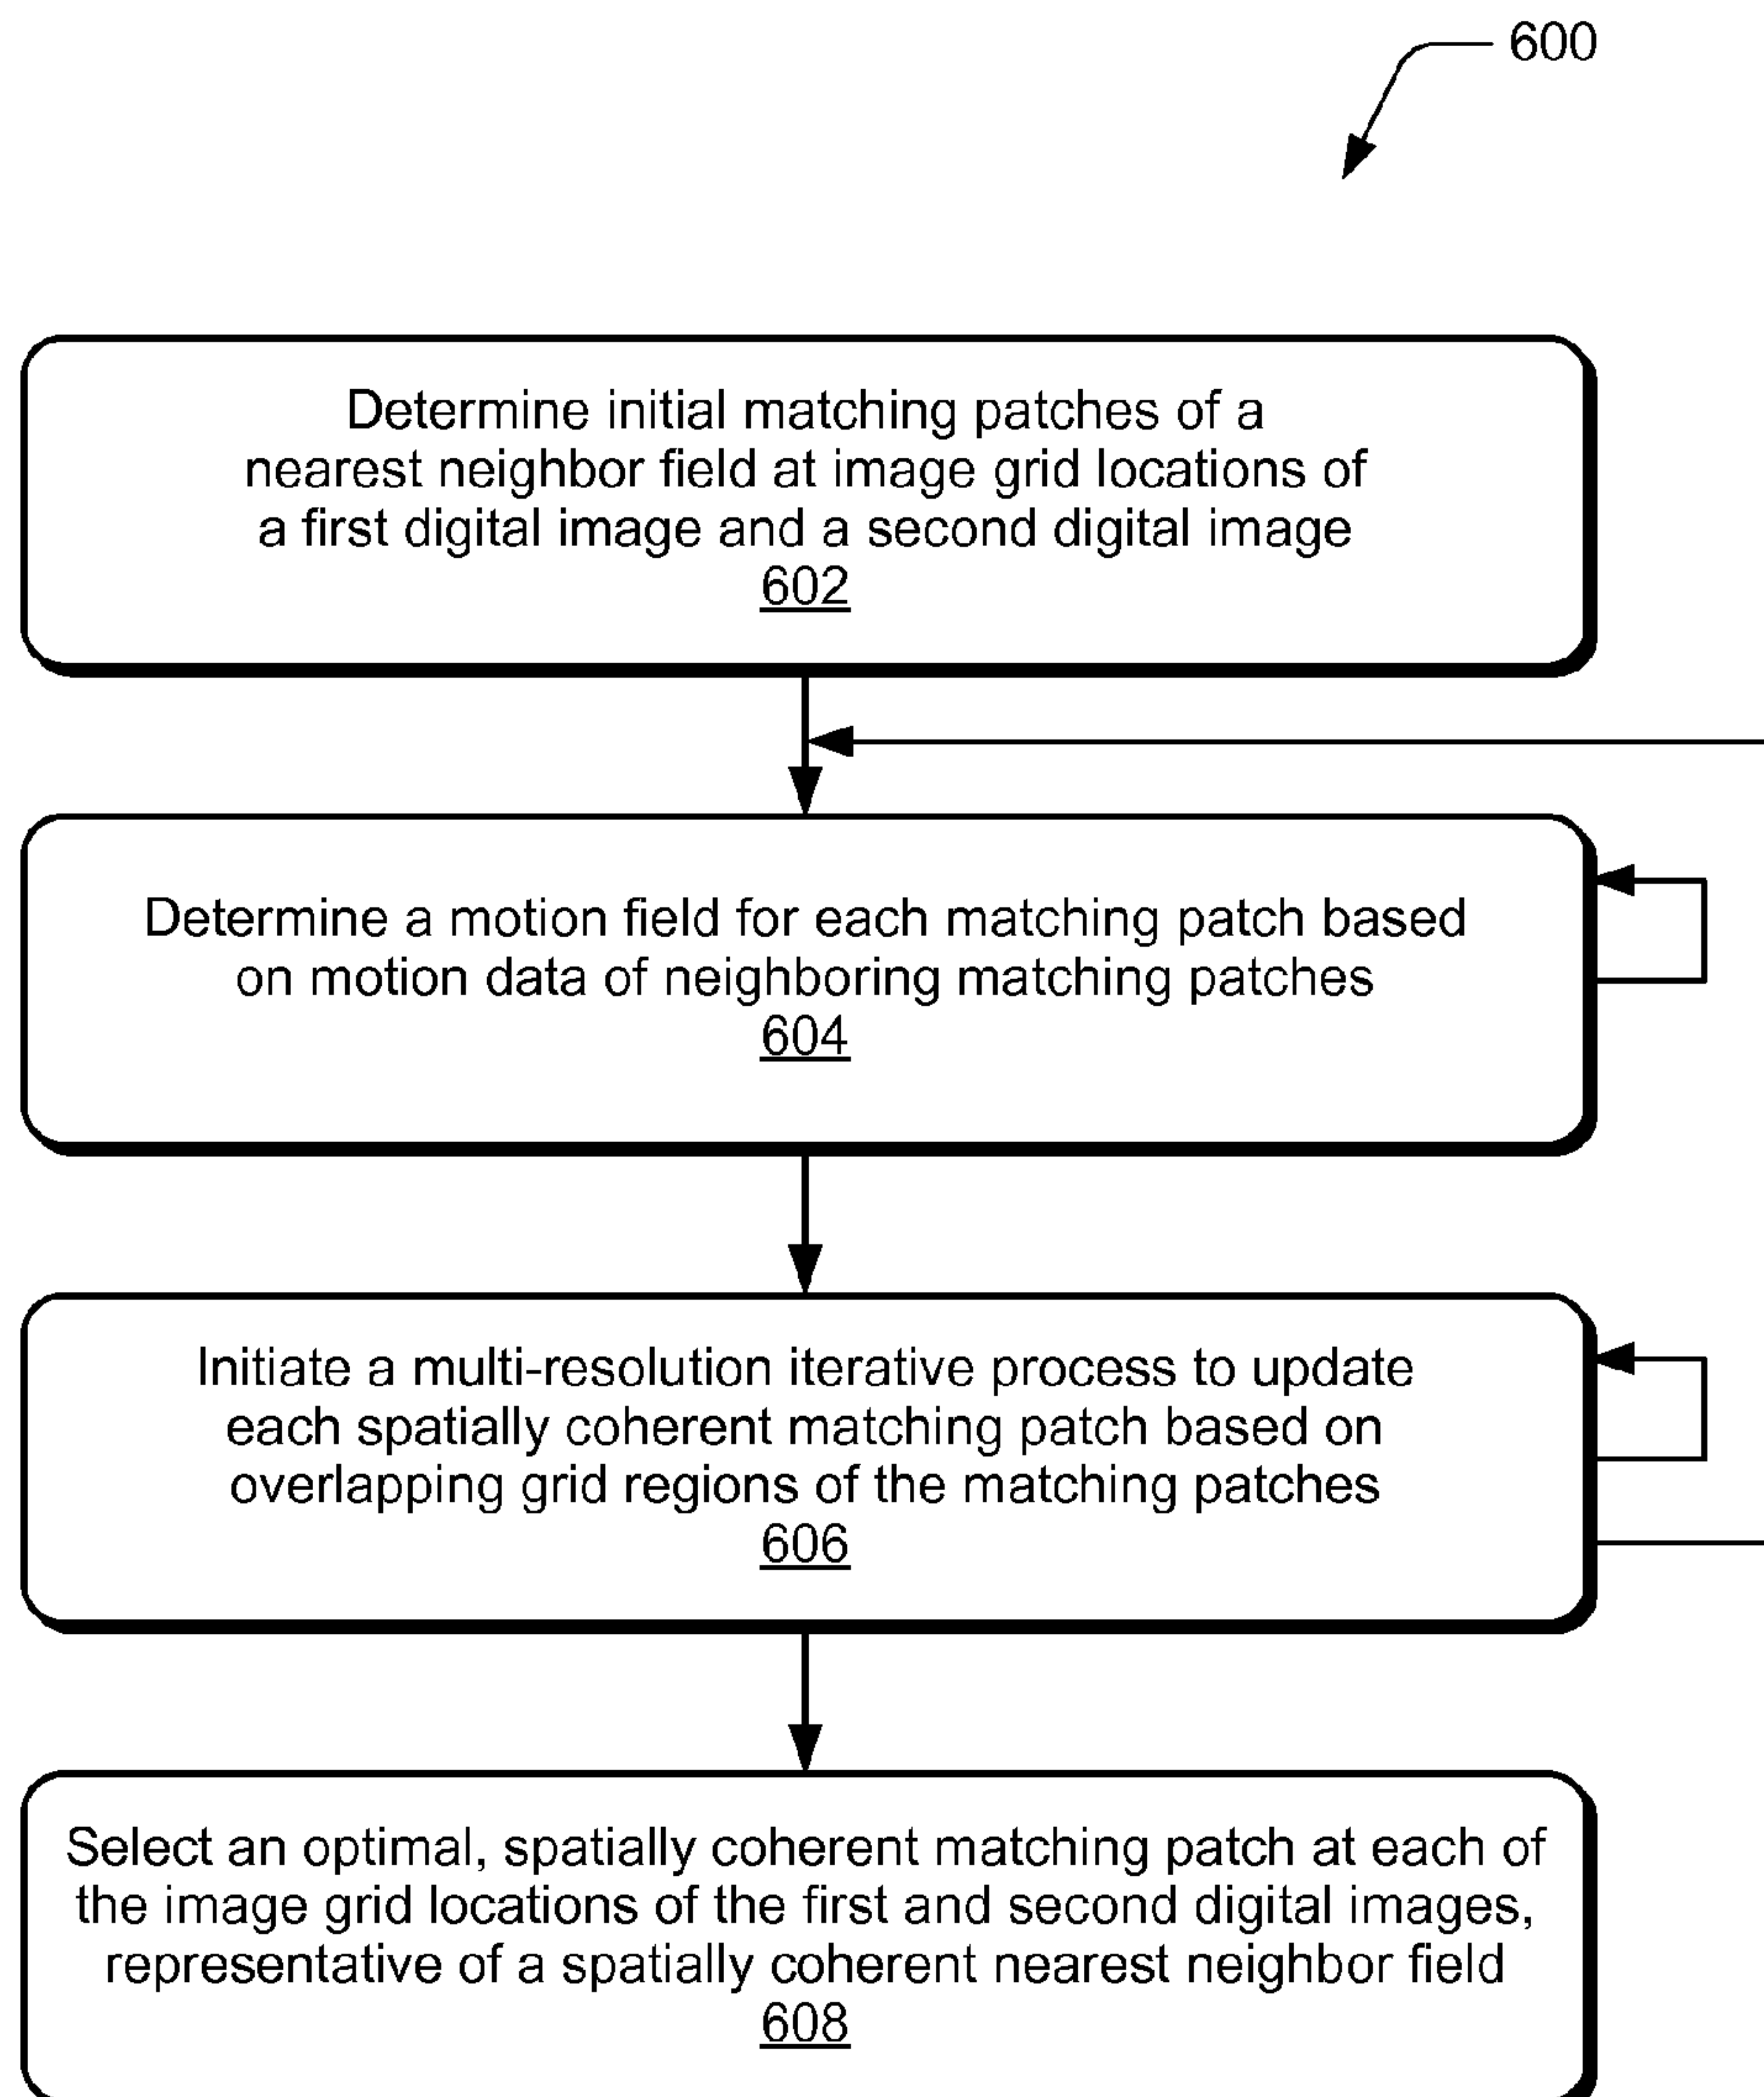 600
Determine initial matching patches of a
nearest neighbor field at image grid locations of
a first digital image and a second digital image
602
Determine a motion field for each matching patch based
on motion data of neighboring matching patches
604
Initiate a multi-resolution iterative process to update
each spatially coherent matching patch based on
overlapping grid regions of the matching patches
606
Select an optimal, spatially coherent matching patch at each of
the image grid locations of the first and second digital images,
representative of a spatially coherent nearest neighbor field
608